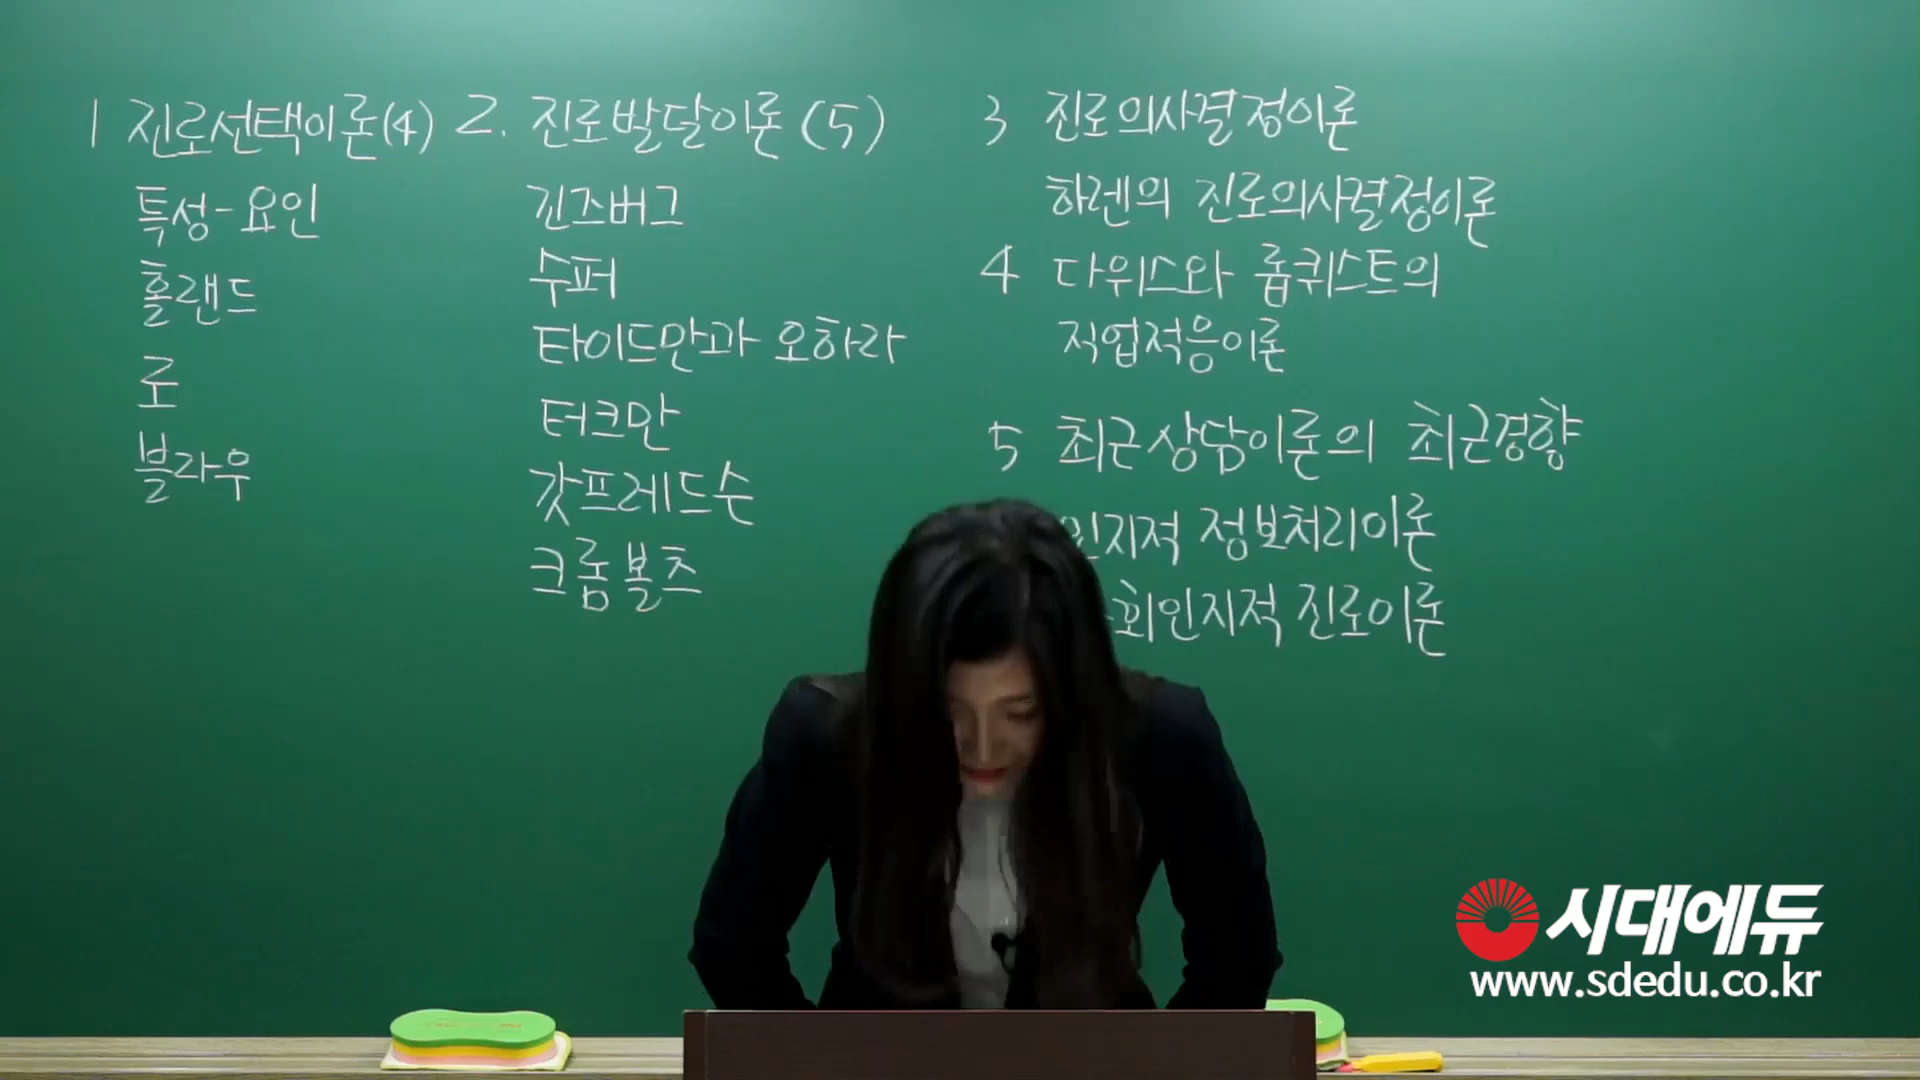 1 진로선택이론(4)
특성-요인
홀랜드
로
블라우
2. 진로발달이론(5)
긴즈버그
수퍼
타이드만과 오하라
터크만
갓프레드슨
크롬볼츠
3 진로의사결정이론
하렌의 진로의사결정이론
4 다위스와 롭퀴스트의
직업적응이론
5 최근상담이론의 최근경향
인지적 정보처리이론
회인지적 진로이론
시대에듀
www.sdedu.co.kr